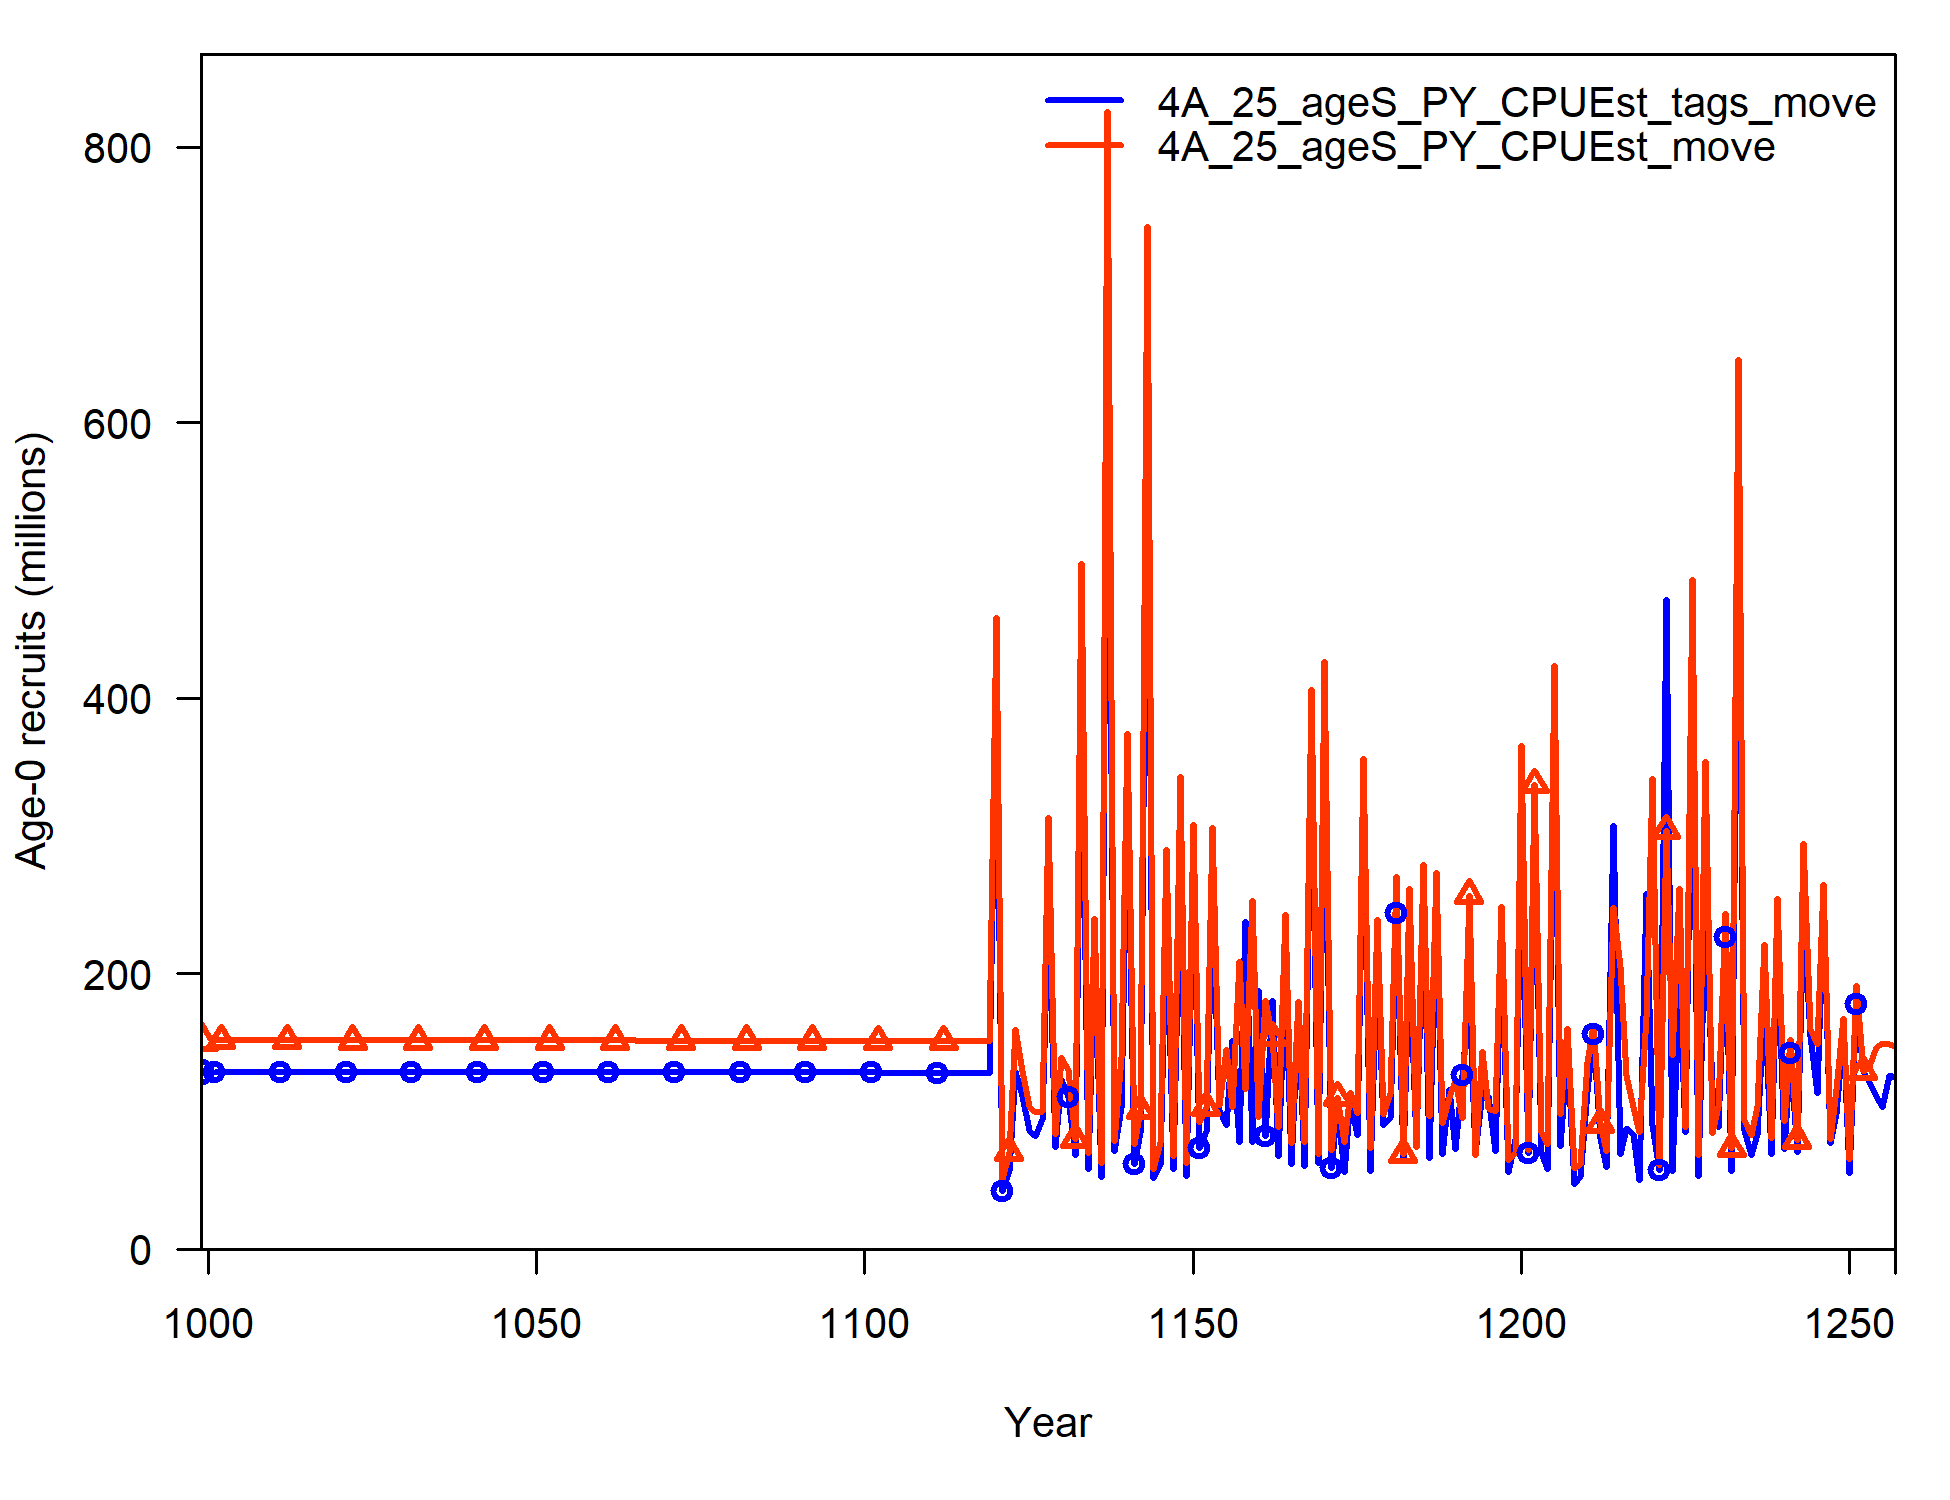 4A_25_ageS_PY_CPUEst_tags_move
4A_25_ageS_PY_CPUEst_move
Age-0 recruits (millions)
800
600
400
200
0
1000 1050 1100 1150 1200 1250
Year